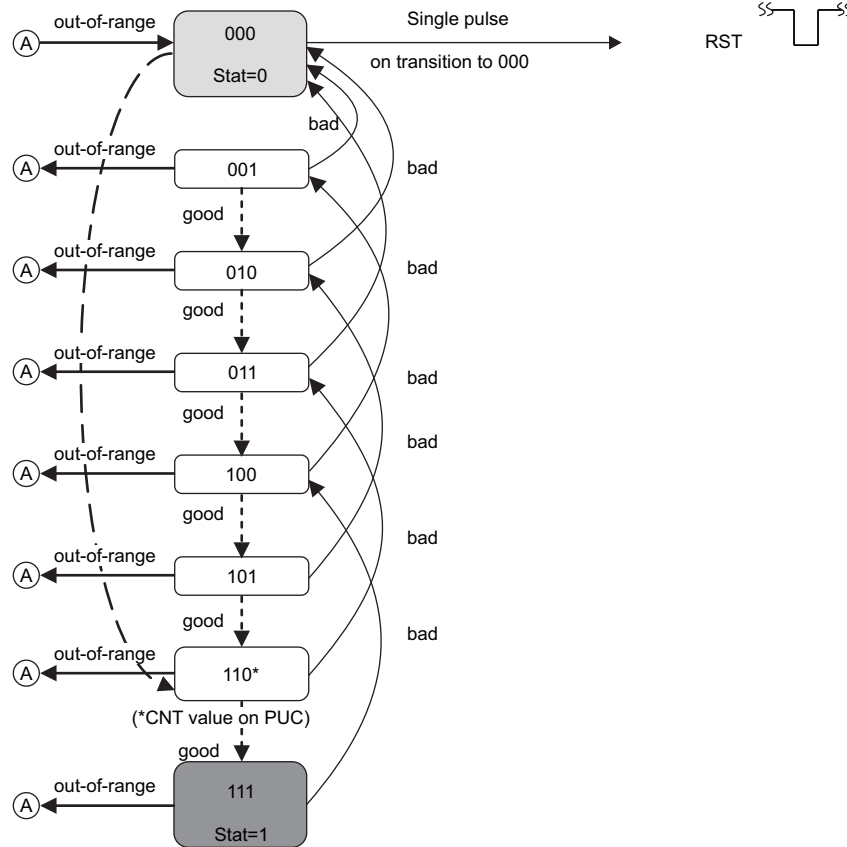 out-of-range
A
000
Stat=0
Single pulse
on transition to 000
RST
bad
out-of-range
A
001
bad
good
out-of-range
A
010
bad
good
out-of-range
A
011
bad
good
bad
out-of-range
A
100
good
bad
out-of-range
A
101
good
bad
out-of-range
A
110*
(*CNT value on PUC)
good
out-of-range
A
111
Stat=1